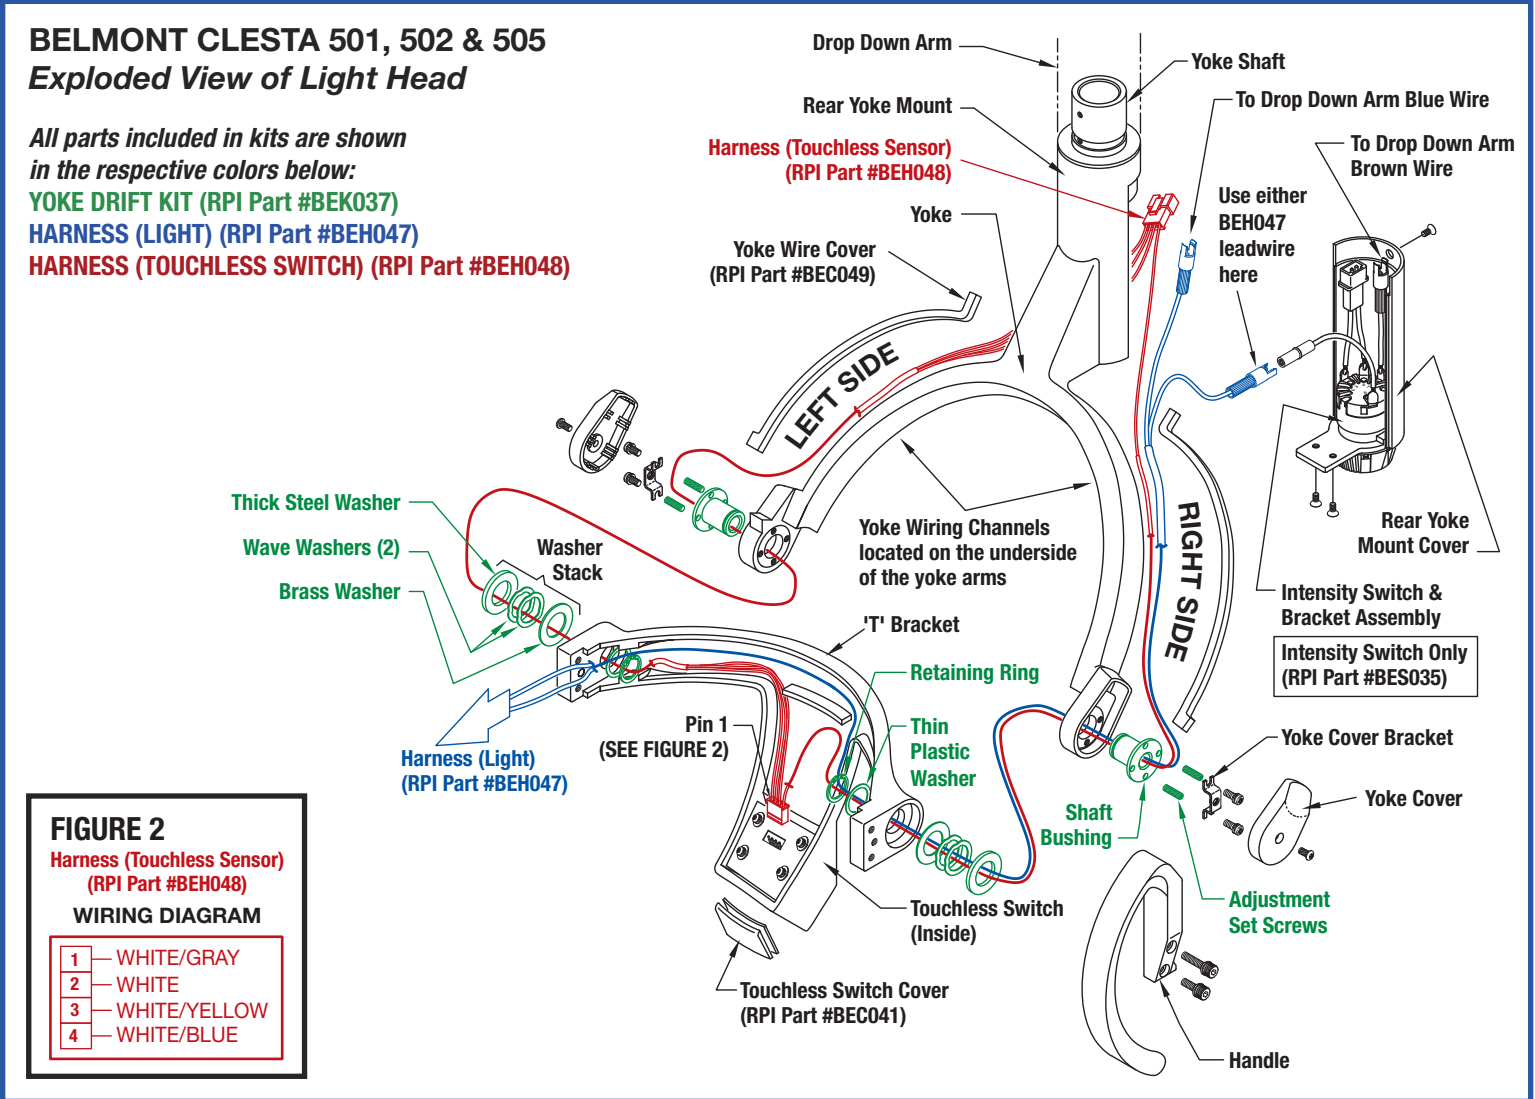 BELMONT CLESTA 501, 502 & 505
Exploded View of Light Head
All parts included in kits are shown
in the respective colors below:
YOKE DRIFT KIT (RPI Part #BEK037)
HARNESS (LIGHT) (RPI Part #BEH047)
HARNESS (TOUCHLESS SWITCH) (RPI Part #BEH048)
Drop Down Arm
Yoke Shaft
Rear Yoke Mount
To Drop Down Arm Blue Wire
Harness (Touchless Sensor)
(RPI Part #BEH048)
To Drop Down Arm
Brown Wire
Yoke
Use either
BEH047
leadwire
here
Yoke Wire Cover
(RPI Part #BEC049)
LEFT SIDE
Thick Steel Washer
Wave Washers (2)
Brass Washer
Washer
Stack
Yoke Wiring Channels
located on the underside
of the yoke arms
RIGHT SIDE
Rear Yoke
Mount Cover
Intensity Switch &
Bracket Assembly
Intensity Switch Only
(RPI Part #BES035)
'T' Bracket
Retaining Ring
Pin 1
(SEE FIGURE 2)
Thin
Plastic
Washer
Harness (Light)
(RPI Part #BEH047)
Yoke Cover Bracket
Yoke Cover
Shaft
Bushing
Adjustment
Set Screws
Touchless Switch
(Inside)
Touchless Switch Cover
(RPI Part #BEC041)
Handle
FIGURE 2
Harness (Touchless Sensor)
(RPI Part #BEH048)
WIRING DIAGRAM
1 WHITE/GRAY
2 WHITE
3 WHITE/YELLOW
4 WHITE/BLUE